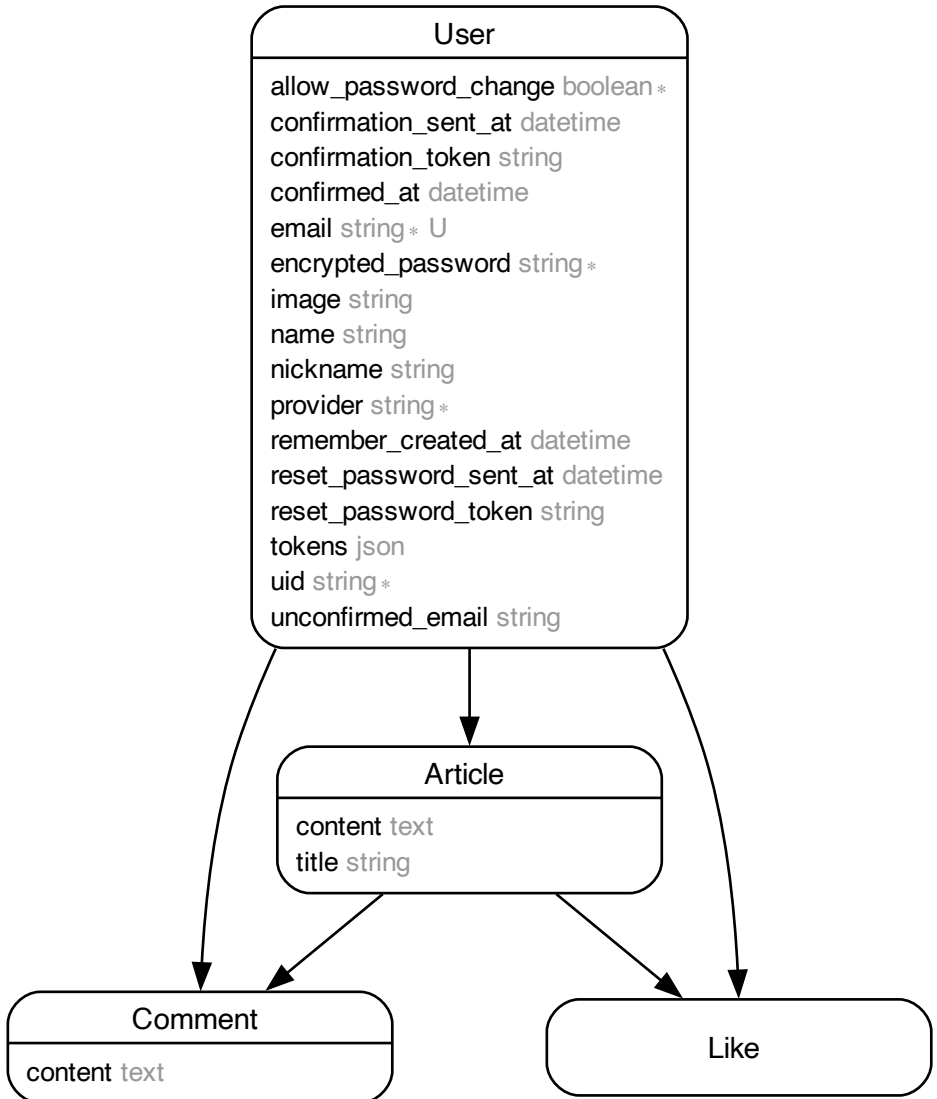 User
allow_password_change boolean *
confirmation_sent_at datetime
confirmation_token string
confirmed_at datetime
email string * U
encrypted_password string *
image string
name string
nickname string
provider string *
remember_created_at datetime
reset_password_sent_at datetime
reset_password_token string
tokens json
uid string *
unconfirmed_email string
Article
content text
title string
Comment
content text
Like